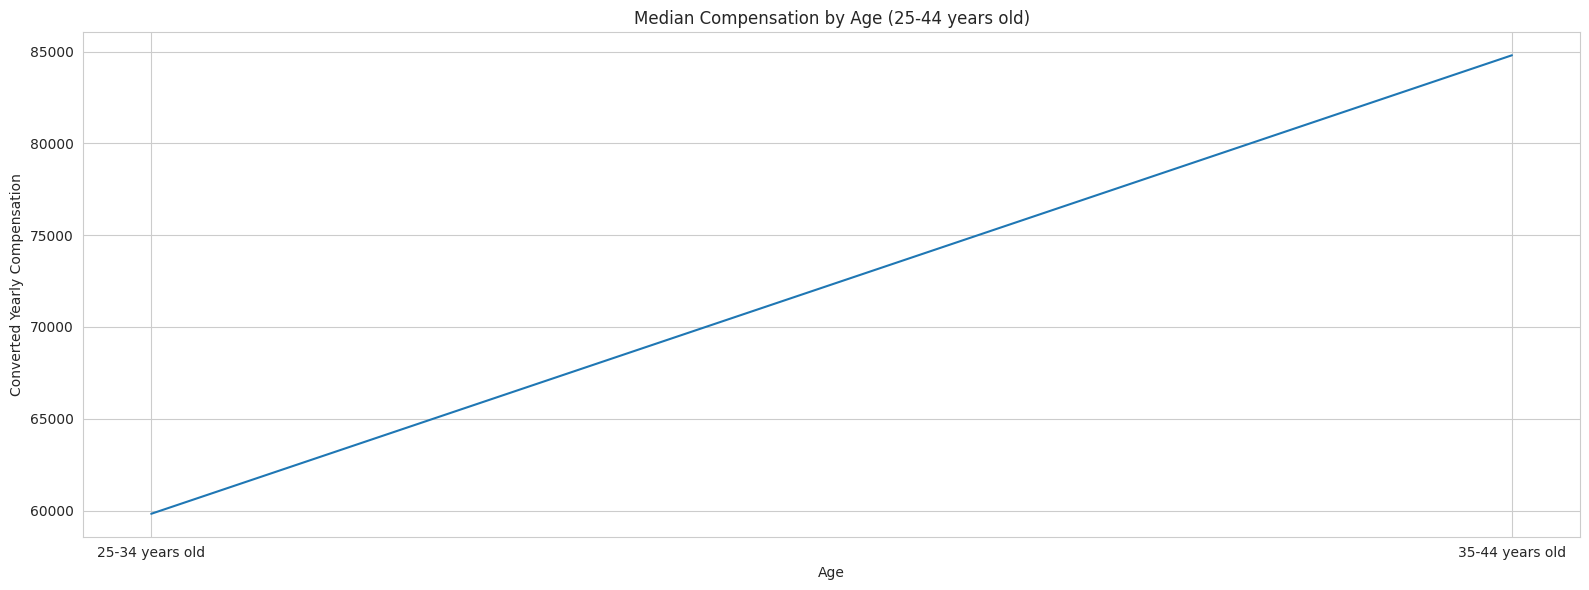 Median Compensation by Age (25-44 years old)
85000
80000
75000
70000
65000
60000
Converted Yearly Compensation
25-34 years old
35-44 years old
Age